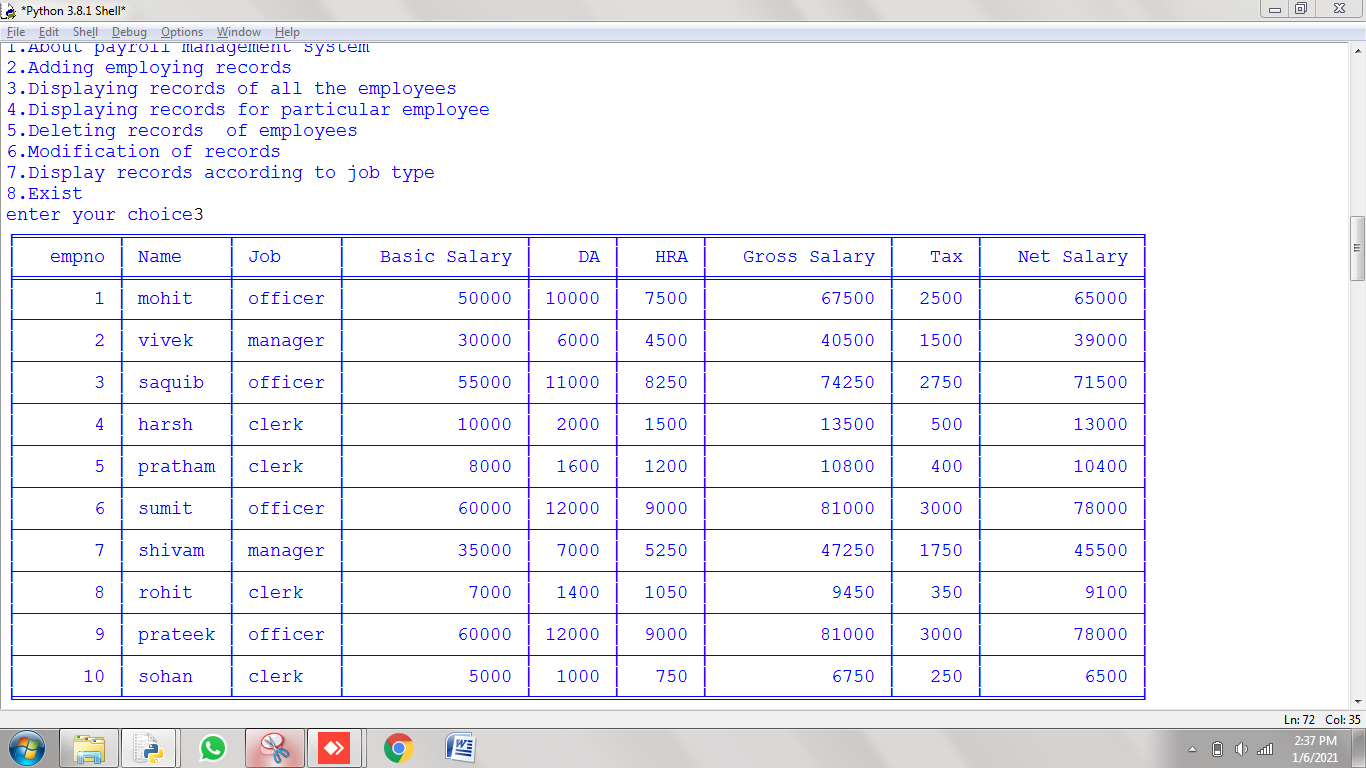 *Python 3.8.1 Shell*
File Edit Shell Debug Options Window Help
1.About payroll management system
2.Adding employing records
3.Displaying records of all the employees
4.Displaying records for particular employee
5.Deleting records  of employees
6.Modification of records
7.Display records according to job type
8.Exist
enter your choice3
empno Name Job Basic Salary DA HRA Gross Salary Tax Net Salary
1 mohit officer 50000 10000 7500 67500 2500 65000
2 vivek manager 30000 6000 4500 40500 1500 39000
3 saquib officer 55000 11000 8250 74250 2750 71500
4 harsh clerk 10000 2000 1500 13500 500 13000
5 pratham clerk 8000 1600 1200 10800 400 10400
6 sumit officer 60000 12000 9000 81000 3000 78000
7 shivam manager 35000 7000 5250 47250 1750 45500
8 rohit clerk 7000 1400 1050 9450 350 9100
9 prateek officer 60000 12000 9000 81000 3000 78000
10 sohan clerk 5000 1000 750 6750 250 6500
Ln: 72 Col: 35
2:37 PM
1/6/2021